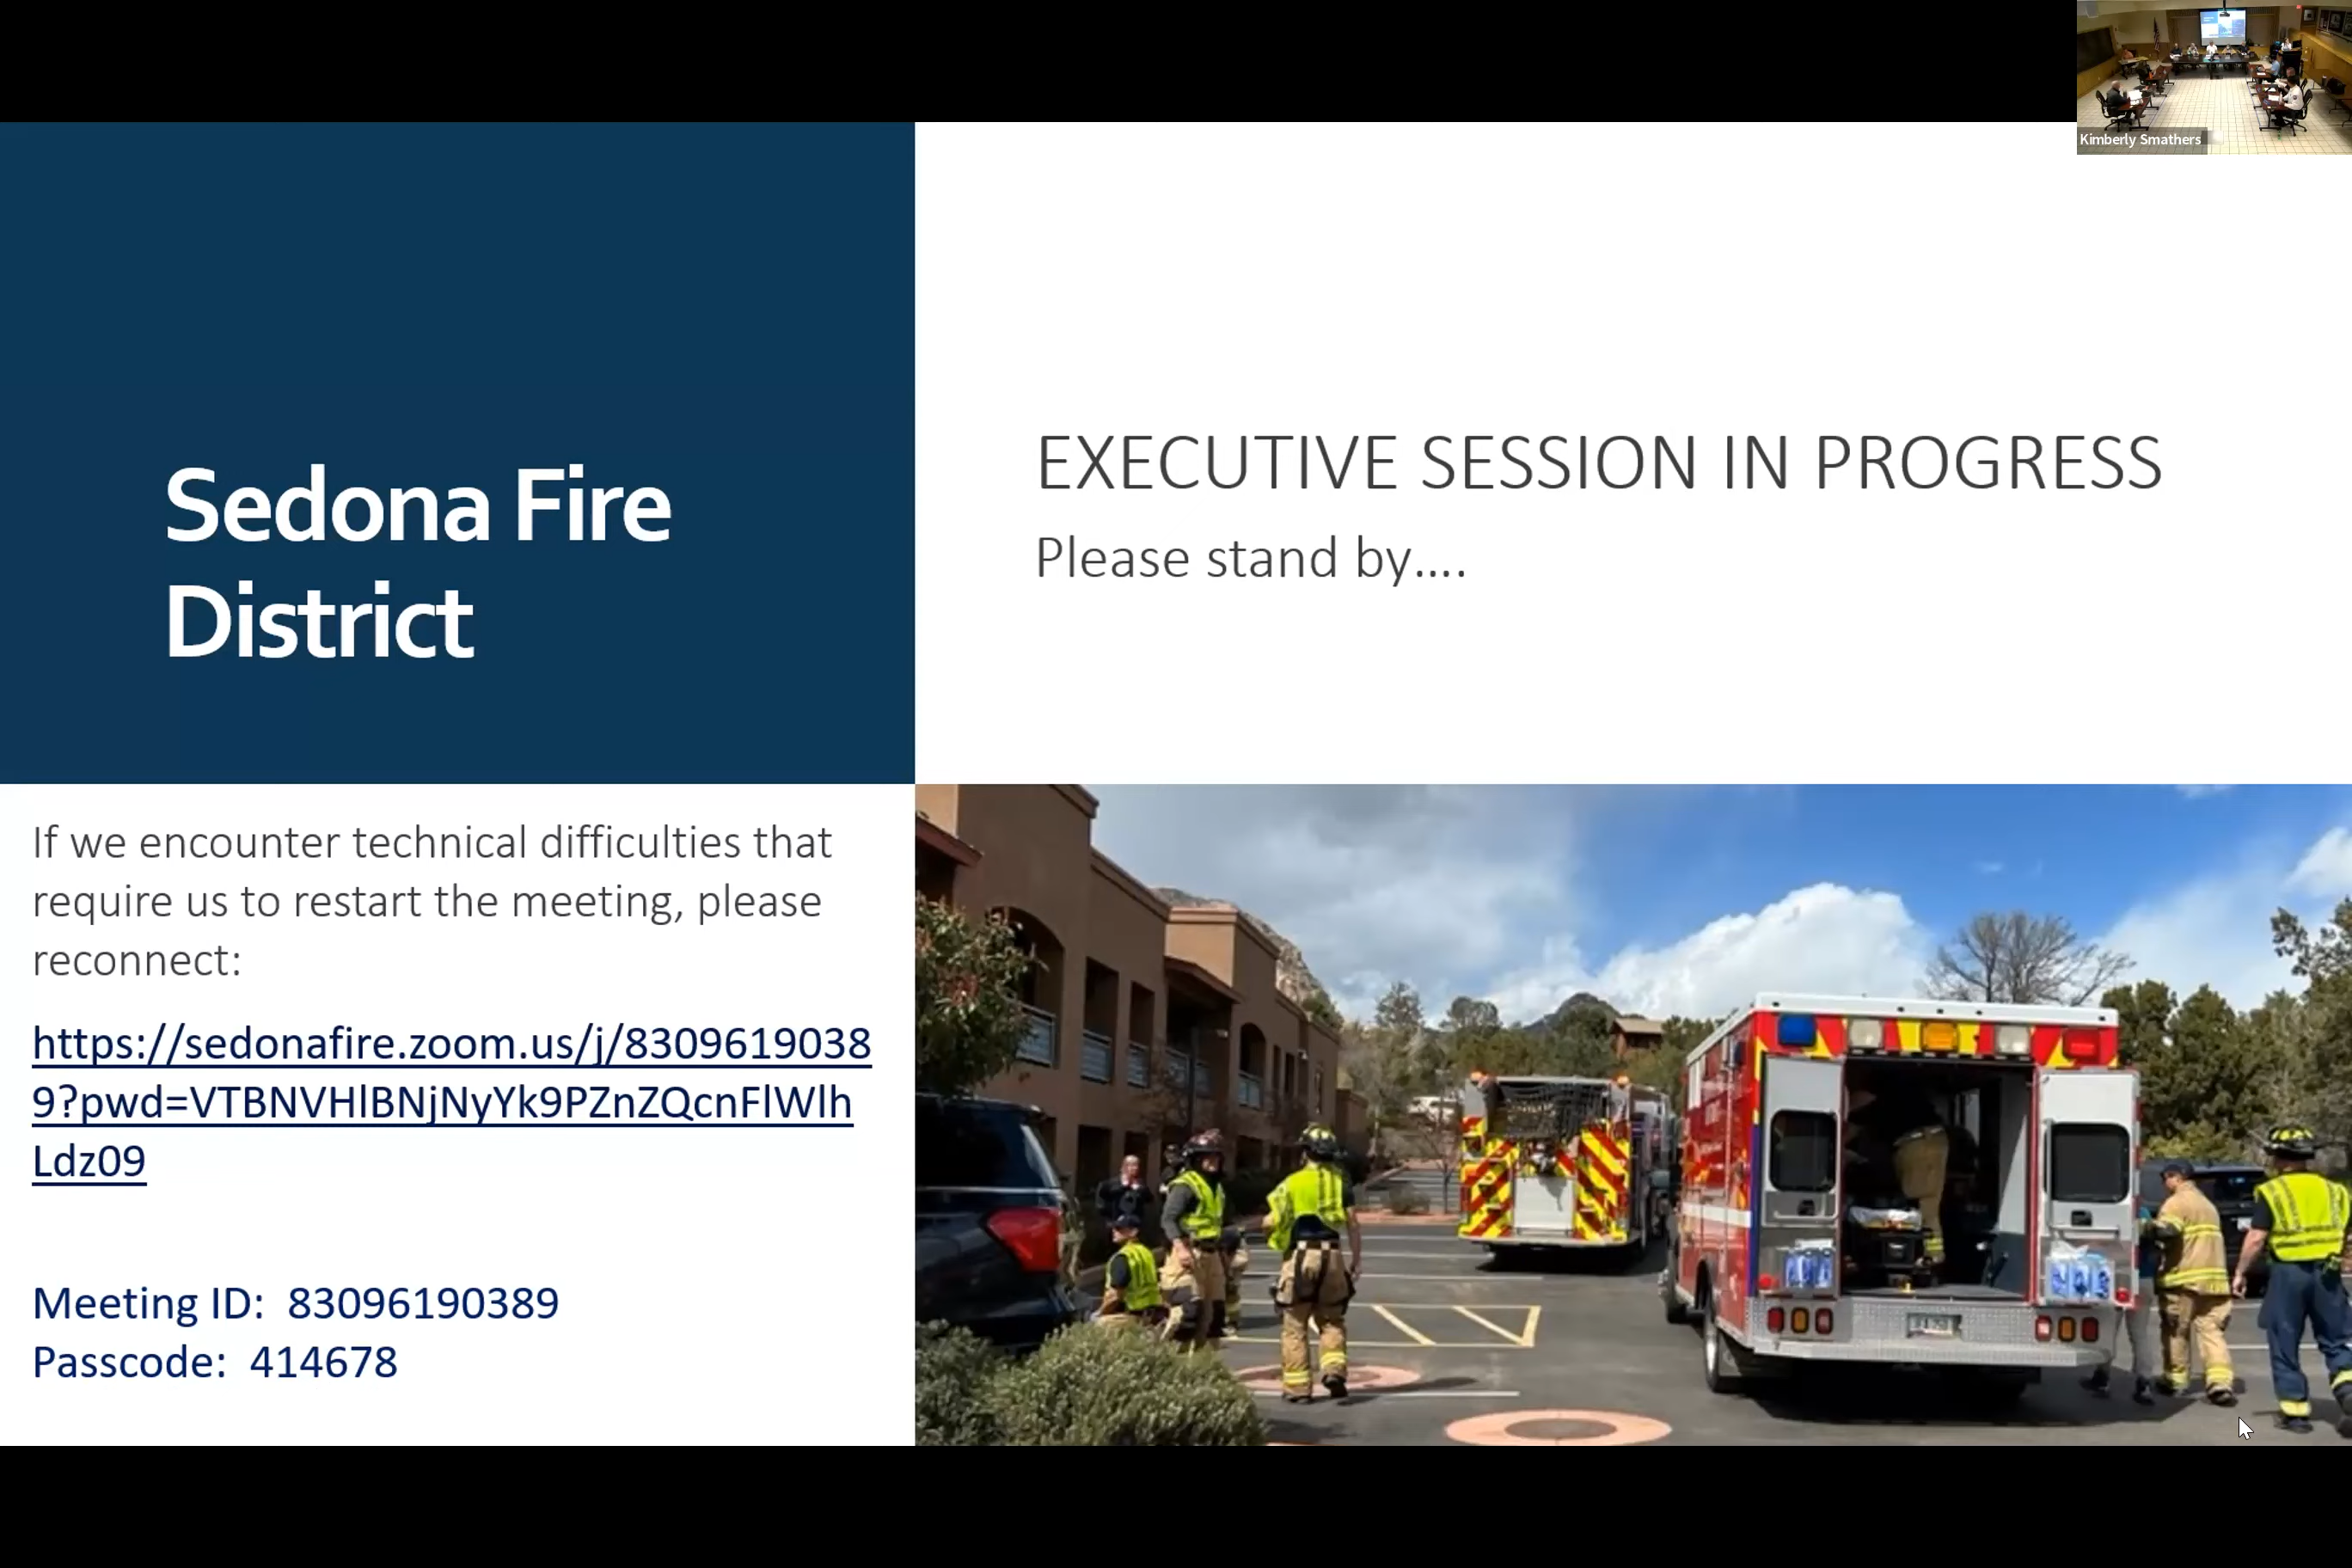 Kimberly Smathers
Sedona Fire
District
EXECUTIVE SESSION IN PROGRESS
Please stand by....
If we encounter technical difficulties that
require us to restart the meeting, please
reconnect:
https://sedonafire.zoom.us/j/8309619038
9?pwd=VTBNVHlBNjNyYk9PZnZQcnFlWlh
Ldz09
Meeting ID: 83096190389
Passcode: 414678